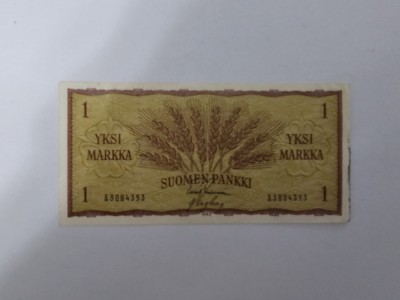 1 1
YKSI MARKKA YKSI MARKKA
SUOMEN PANKKI
1 1